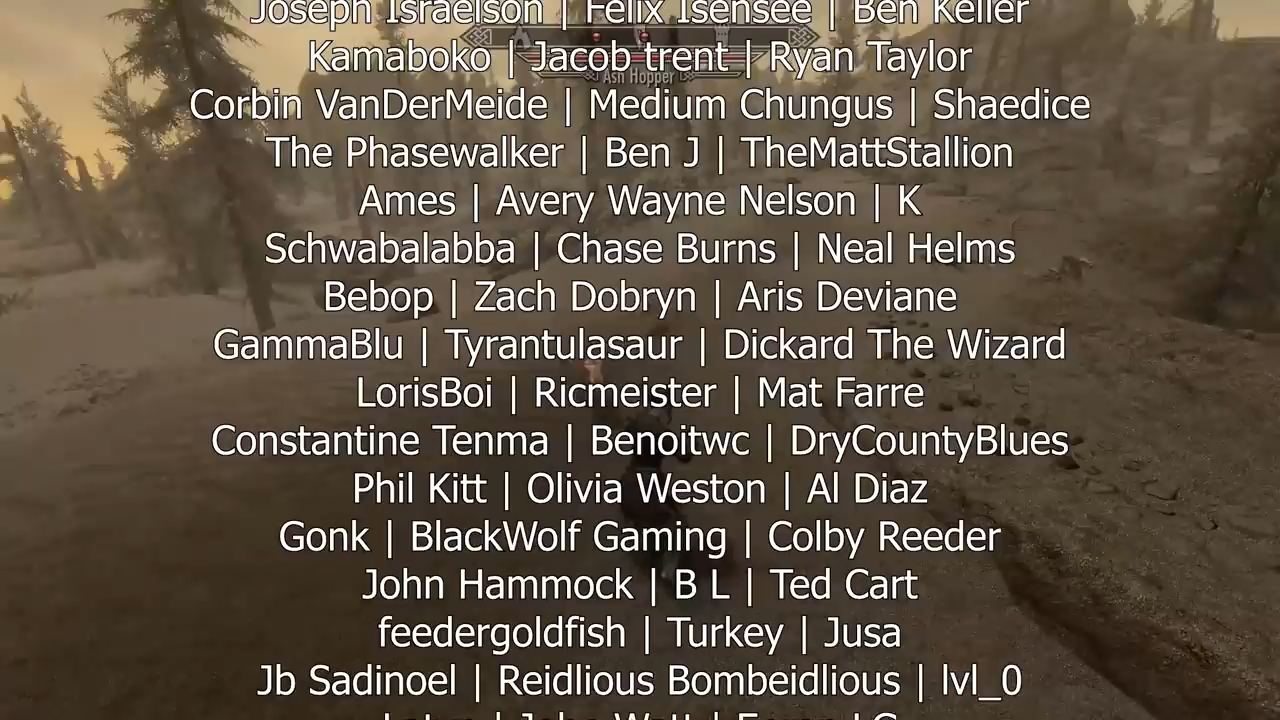 Joseph Israelson | Felix Isensee | Ben Keller
Kamaboko | Jacob trent | Ryan Taylor
Ash Hopper
Corbin VanDerMeide | Medium Chungus | Shaedice
The Phasewalker | Ben J | TheMattStallion
Ames | Avery Wayne Nelson | K
Schwabalabba | Chase Burns | Neal Helms
Bebop | Zach Dobryn | Aris Deviane
GammaBlu | Tyrantulasaur | Dickard The Wizard
LorisBoi | Ricmeister | Mat Farre
Constantine Tenma | Benoitwc | DryCountyBlues
Phil Kitt | Olivia Weston | Al Diaz
Gonk | BlackWolf Gaming | Colby Reeder
John Hammock | B L | Ted Cart
feedergoldfish | Turkey | Jusa
Jb Sadinoel | Reidlious Bombeidlious | lvl_0